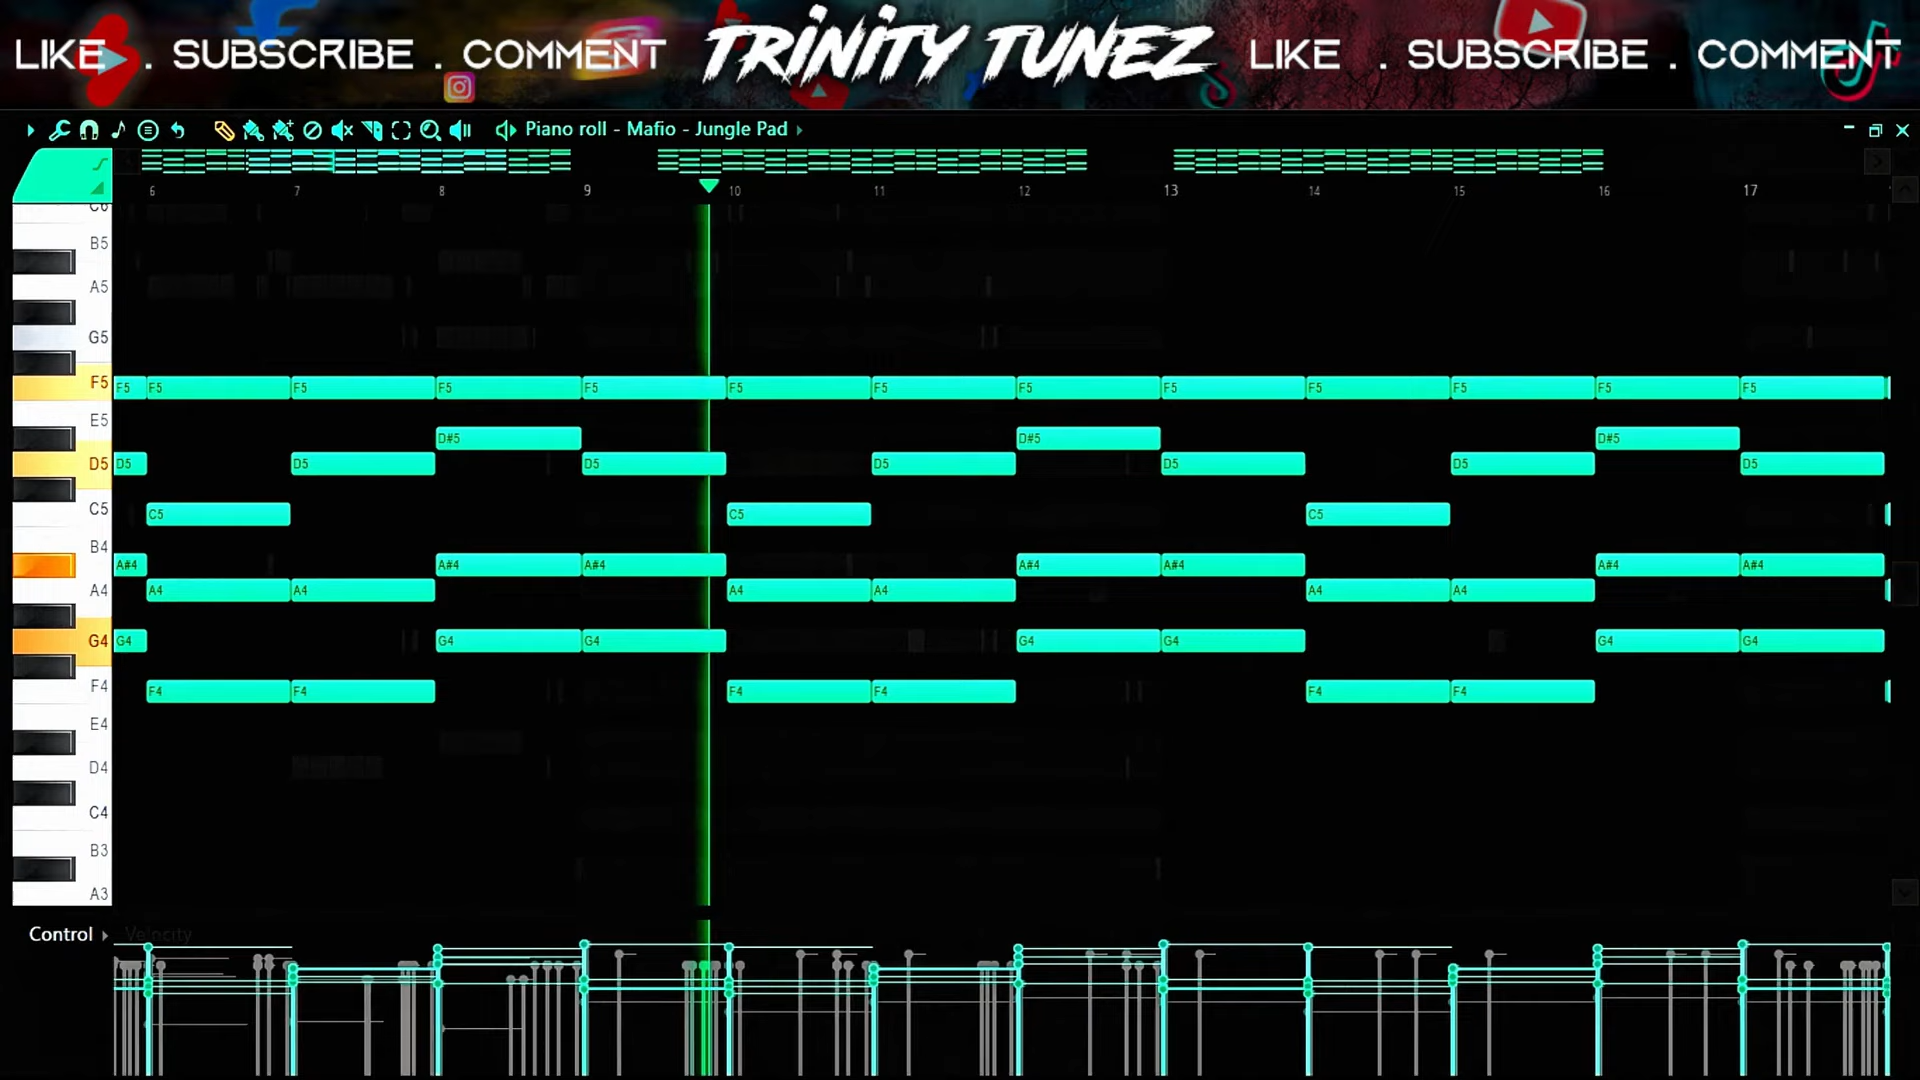 LIKE . SUBSCRIBE . COMMENT TRINITY TUNEZ LIKE . SUBSCRIBE . COMMENT
Piano roll - Mafio - Jungle Pad
6 7 8 9 10 11 12 13 14 15 16 17
C6
B5
A5
G5
F5 F5 F5 F5 F5 F5 F5 F5 F5 F5 F5 F5 F5 F5
E5
D#5 D#5 D#5
D5 D5 D5 D5 D5 D5 D5 D5
C5 C5 C5 C5
B4
A#4 A#4 A#4 A#4 A#4 A#4 A#4
A4 A4 A4 A4 A4 A4 A4
G4 G4 G4 G4 G4 G4 G4 G4
F4 F4 F4 F4 F4 F4 F4
E4
D4
C4
B3
A3
Control Velocity